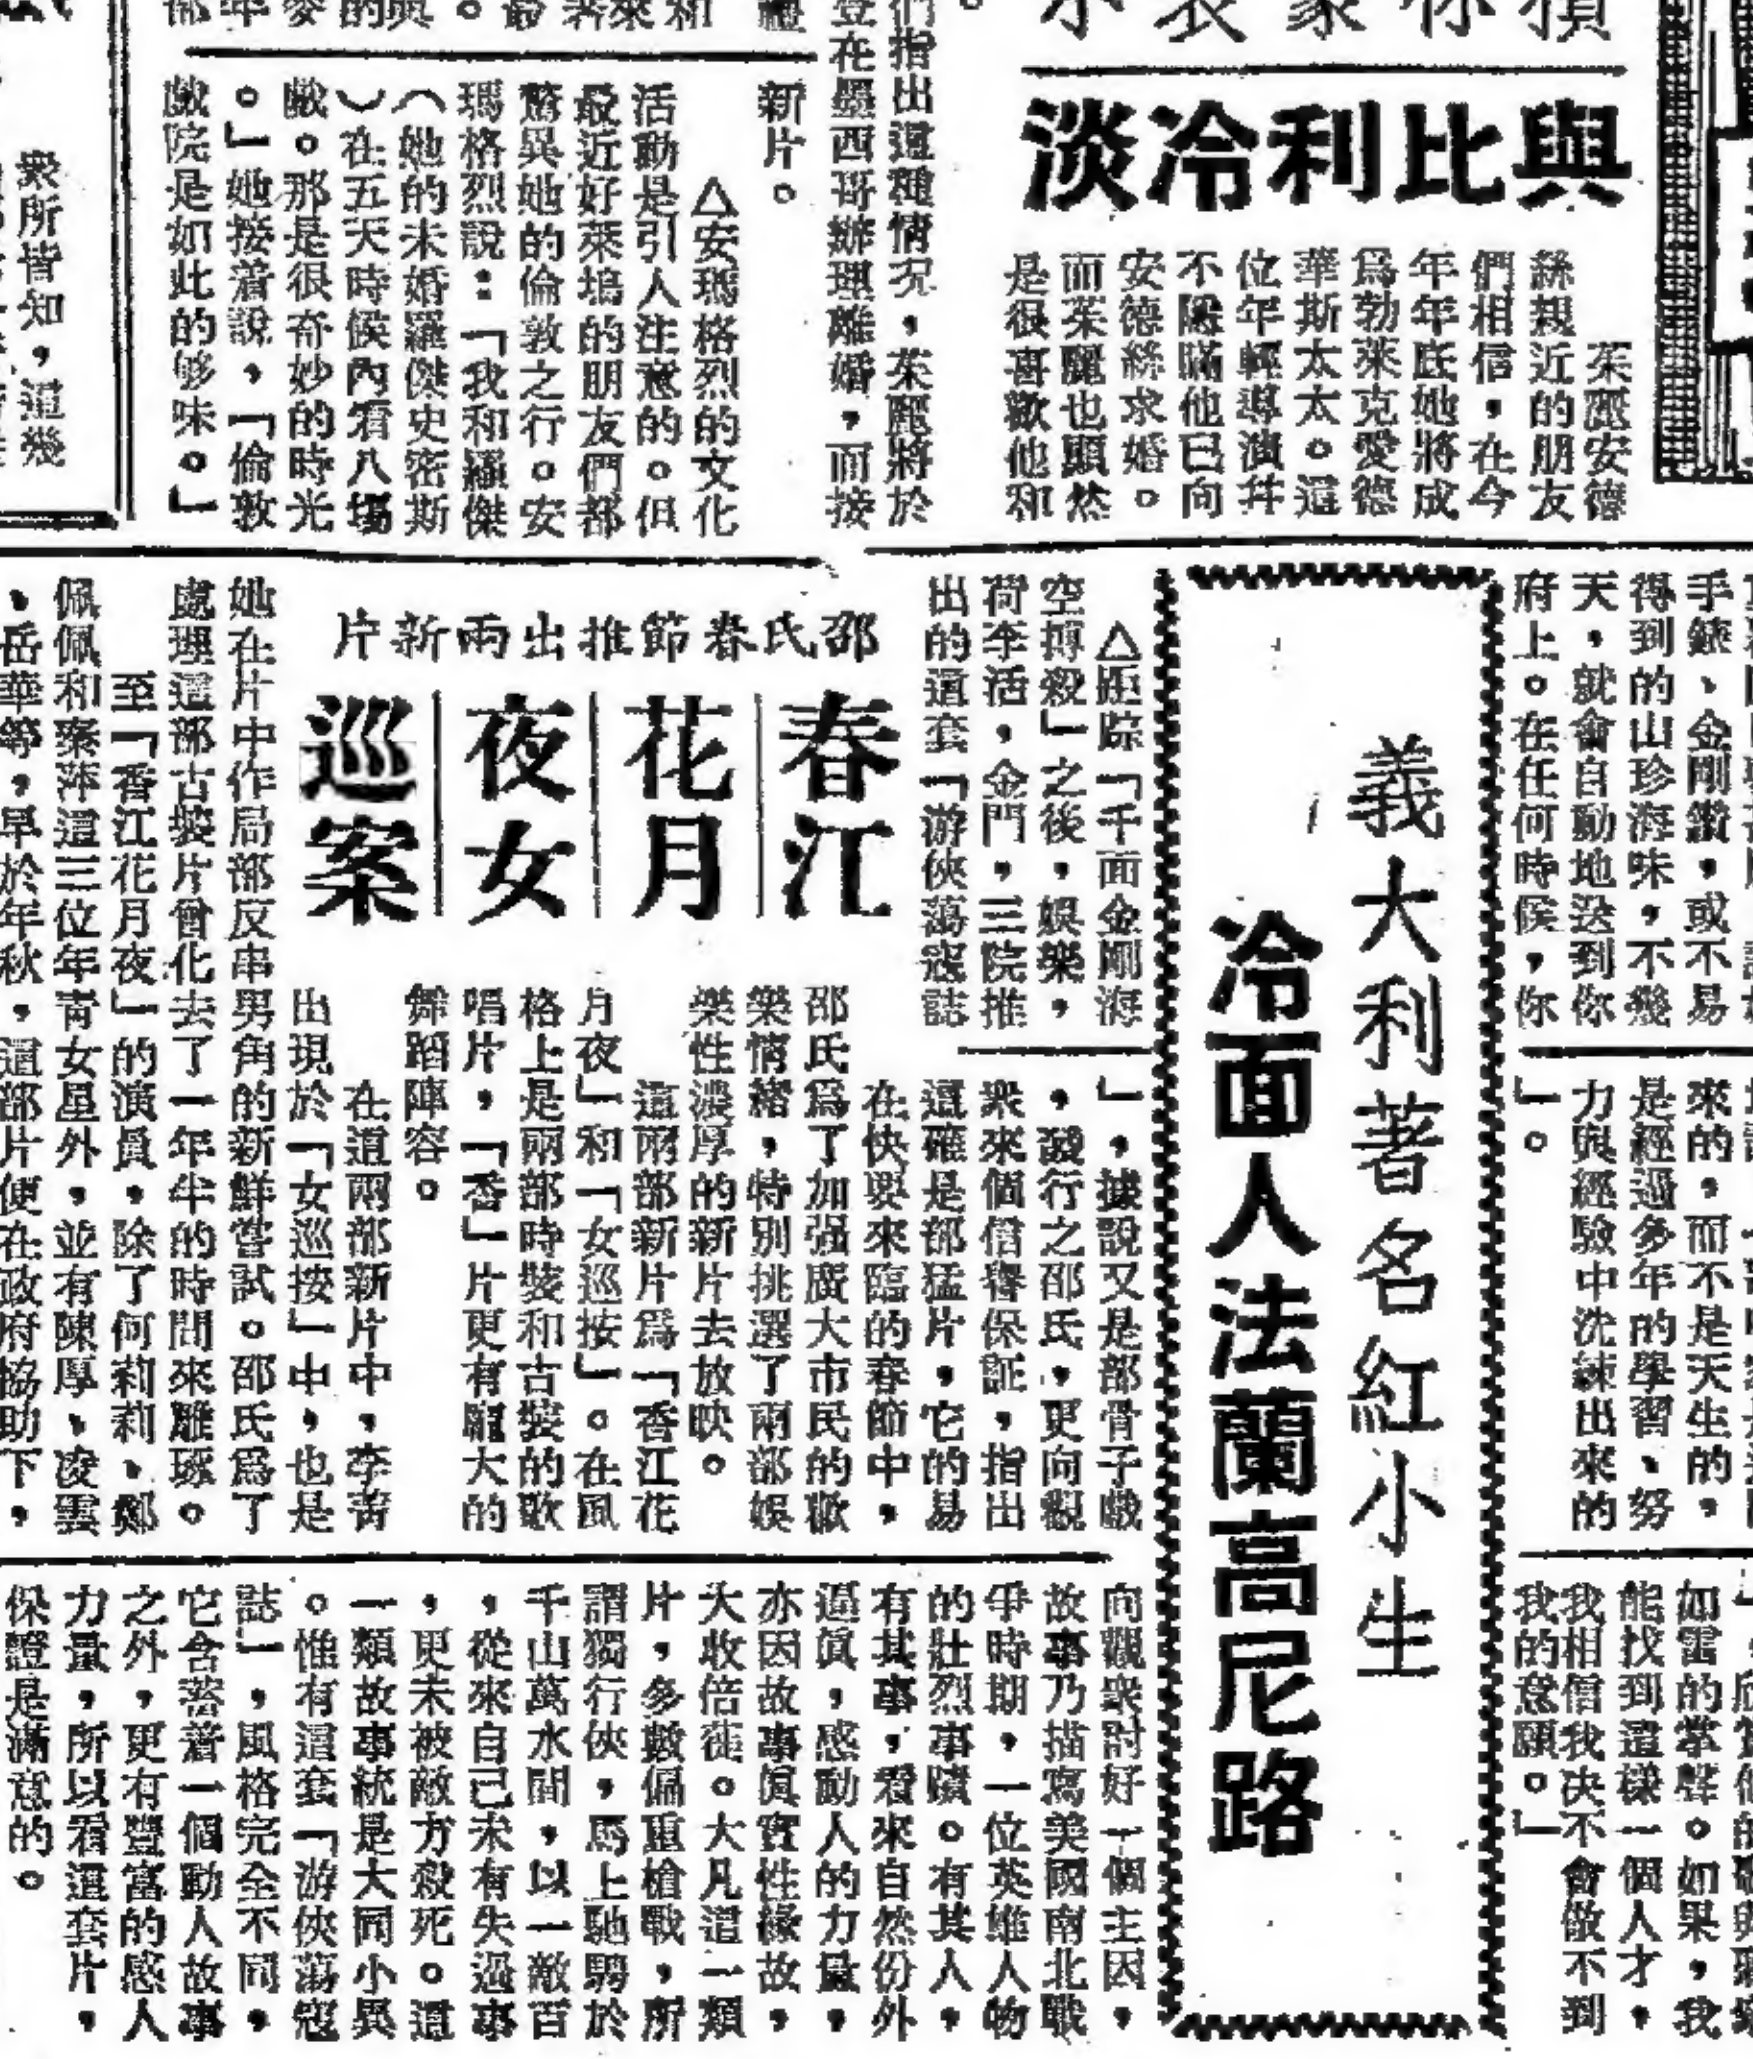 與比利冷淡
茱麗安德
絲親近的朋友
們相信,在今
年年底她將成
爲勃萊克愛德
華斯太太。這
位年輕導演幷
不隱瞞他已向
安德絲求婚。
而茱麗也顯然
是很喜歡他和
們指出這種情况,茱麗將於
在墨西哥辦理離婚,而接
新片。
△安瑪格烈的文化
活動是引人注意的。但
最近好萊塢的朋友們都
驚異她的倫敦之行。安
瑪格烈說:「我和羅傑
(她的未婚羅傑史密斯
)在五天時候內看八場
戲。那是很奇妙的時光
。」她接着說,「倫敦
戲院是如此的够味。」
衆所皆知,這幾
手錶、金剛鑽,或不易
得到的山珍海味,不幾
天,就會自動地送到你
府上。在任何時候,你
來的,而不是天生的,
是經過多年的學習、努
力與經驗中沈練出來的
」。
如雷的掌聲。如果,我
能找到這樣一個人才,
我相信我决不會做不到
我的意願。」
義大利著名紅小生
冷面人法蘭高尼路
△距踪「千面金剛海
空搏殺」之後,娛樂,
荷李活,金門,三院推
出的這套「游俠蕩寇誌
」,據說又是部骨子戲
,發行之邵氏,更向觀
衆來個信譽保証,指出
這確是部猛片,它的易
向觀衆討好一個主因,
故事乃描寫美國南北戰
爭時期,一位英雄人物
的壯烈事蹟。有其人,
有其事,看來自然份外
逼眞,感動人的力量,
亦因故事眞實性緣故,
大收倍蓰。大凡這一類
片,多數偏重槍戰,所
謂獨行俠,馬上馳騁於
千山萬水間,以一敵百
,從來自己未有失過事
,更未被敵方殺死。這
一類故事統是大同小異
。惟有這套「游俠蕩寇
誌」,風格完全不同,
它含蓄着一個動人故事
之外,更有豐富的感人
力量,所以看這套片,
保證是滿意的。
邵氏春節推出兩新片
春江
花月
夜女
巡案
在快要來臨的春節中,
邵氏爲了加强廣大市民的歡
樂情緒,特別挑選了兩部娛
樂性濃厚的新片去放映。
這兩部新片爲「香江花
月夜」和「女巡按」。在風
格上是兩部時裝和古裝的歌
唱片,「香」片更有龐大的
舞蹈陣容。
在這兩部新片中,李菁
出現於「女巡按」中,也是
她在片中作局部反串男角的新鮮嘗試。邵氏爲了
處理這部古裝片曾化去了一年半的時間來雕琢。
至「香江花月夜」的演員,除了何莉莉、鄭
佩佩和秦萍這三位年青女星外,並有陳厚、凌雲
、岳華等,早於年秋,這部片便在政府協助下,